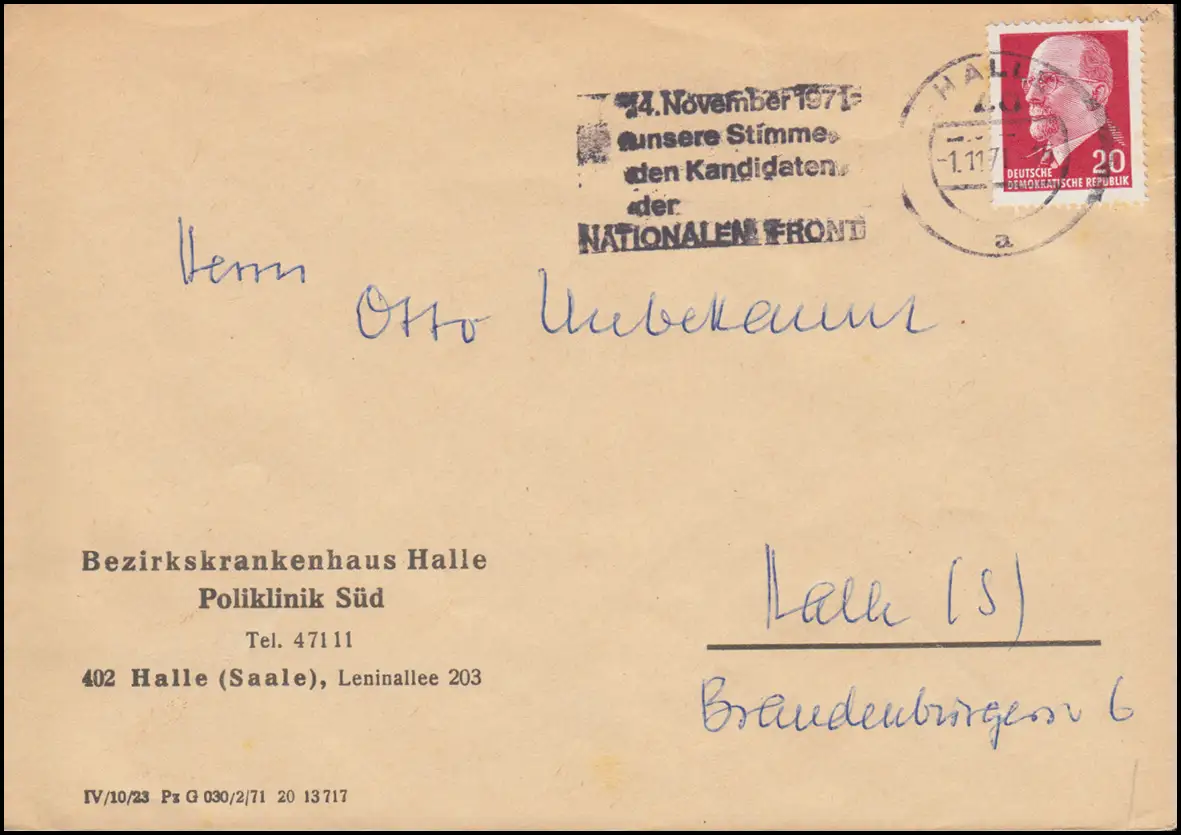 14. November 1971
unsere Stimme
den Kandidaten
der
NATIONALEN FRONT
HALLE
-1.11.7
a
20
DEUTSCHE
DEMOKRATISCHE REPUBLIK
Herrn
Otto Unbekannt
Bezirkskrankenhaus Halle
Poliklinik Süd
Tel. 47111
402 Halle (Saale), Leninallee 203
Halle (S)
Brandenburgerstr 6
IV/10/23 Pz G 030/2/71 20 13717